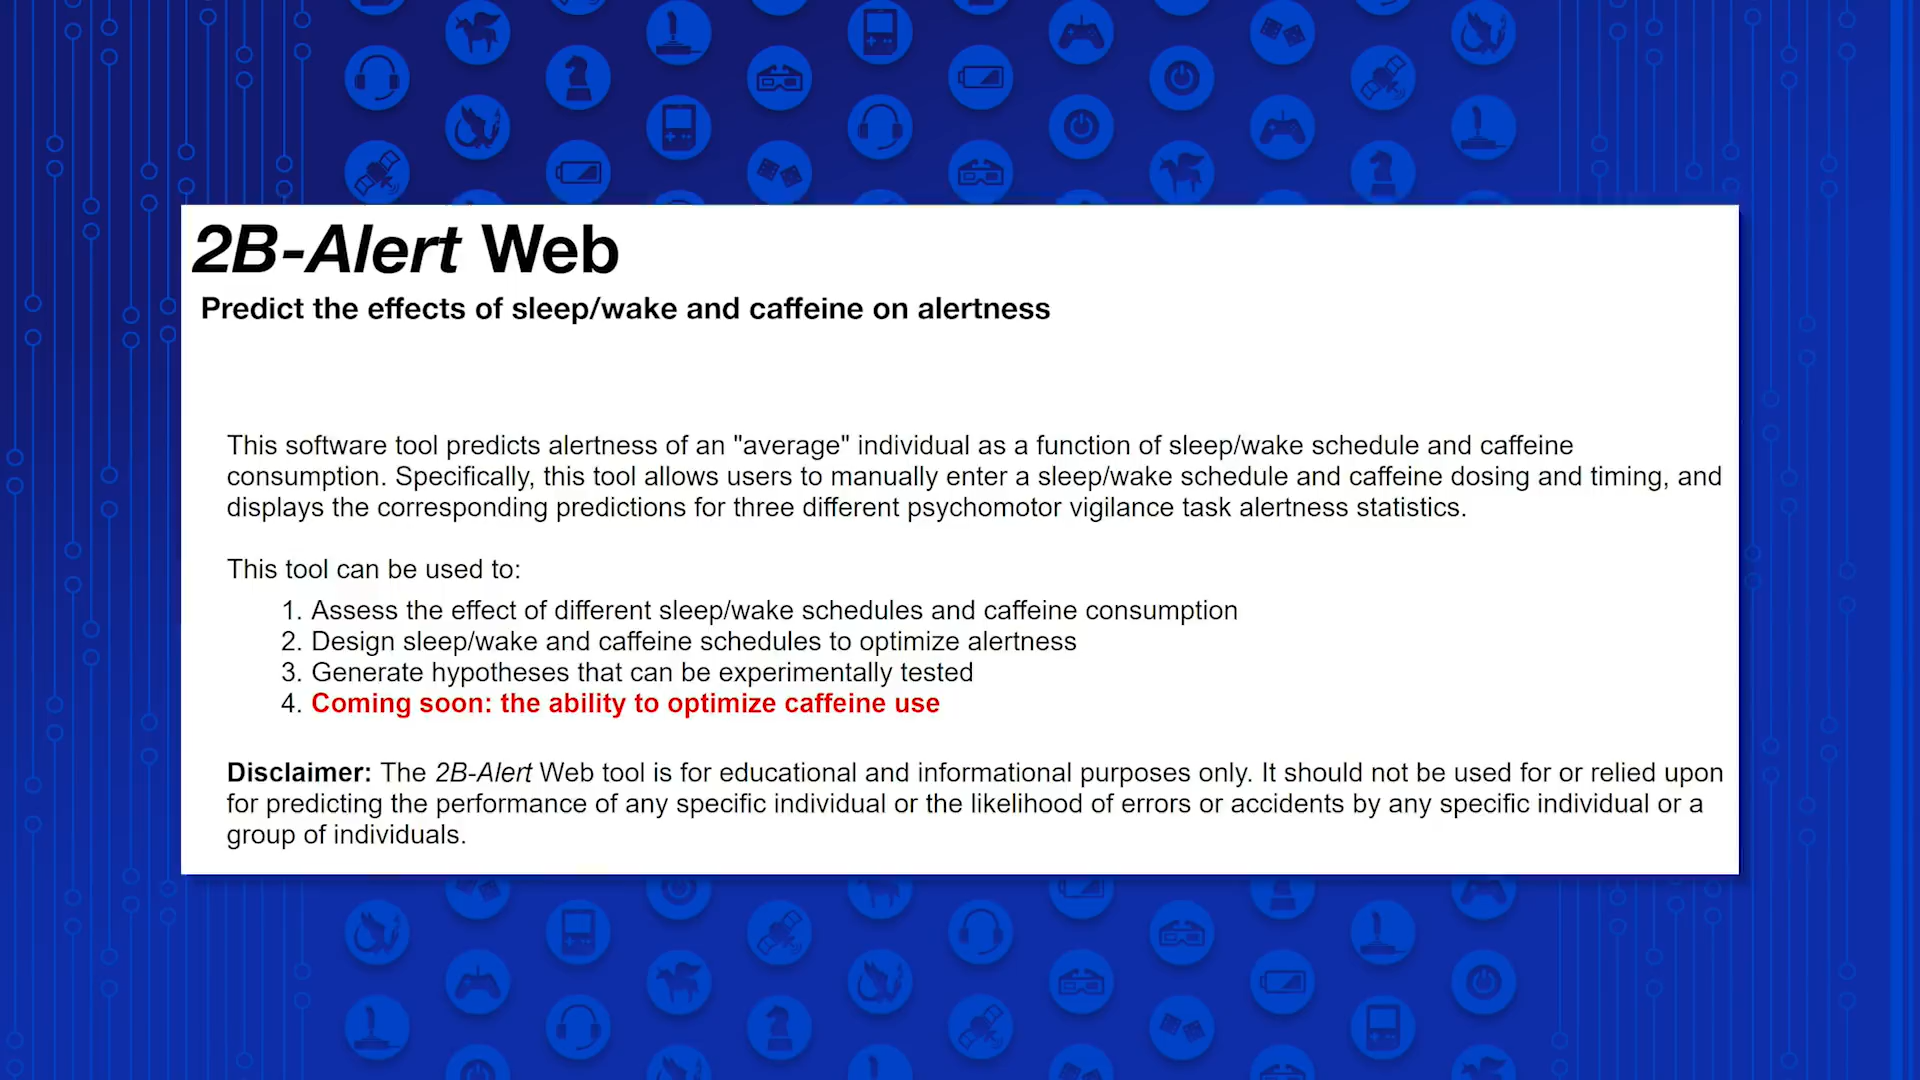 2B-Alert Web
Predict the effects of sleep/wake and caffeine on alertness
This software tool predicts alertness of an "average" individual as a function of sleep/wake schedule and caffeine
consumption. Specifically, this tool allows users to manually enter a sleep/wake schedule and caffeine dosing and timing, and
displays the corresponding predictions for three different psychomotor vigilance task alertness statistics.
This tool can be used to:
1. Assess the effect of different sleep/wake schedules and caffeine consumption
2. Design sleep/wake and caffeine schedules to optimize alertness
3. Generate hypotheses that can be experimentally tested
4. Coming soon: the ability to optimize caffeine use
Disclaimer: The 2B-Alert Web tool is for educational and informational purposes only. It should not be used for or relied upon
for predicting the performance of any specific individual or the likelihood of errors or accidents by any specific individual or a
group of individuals.